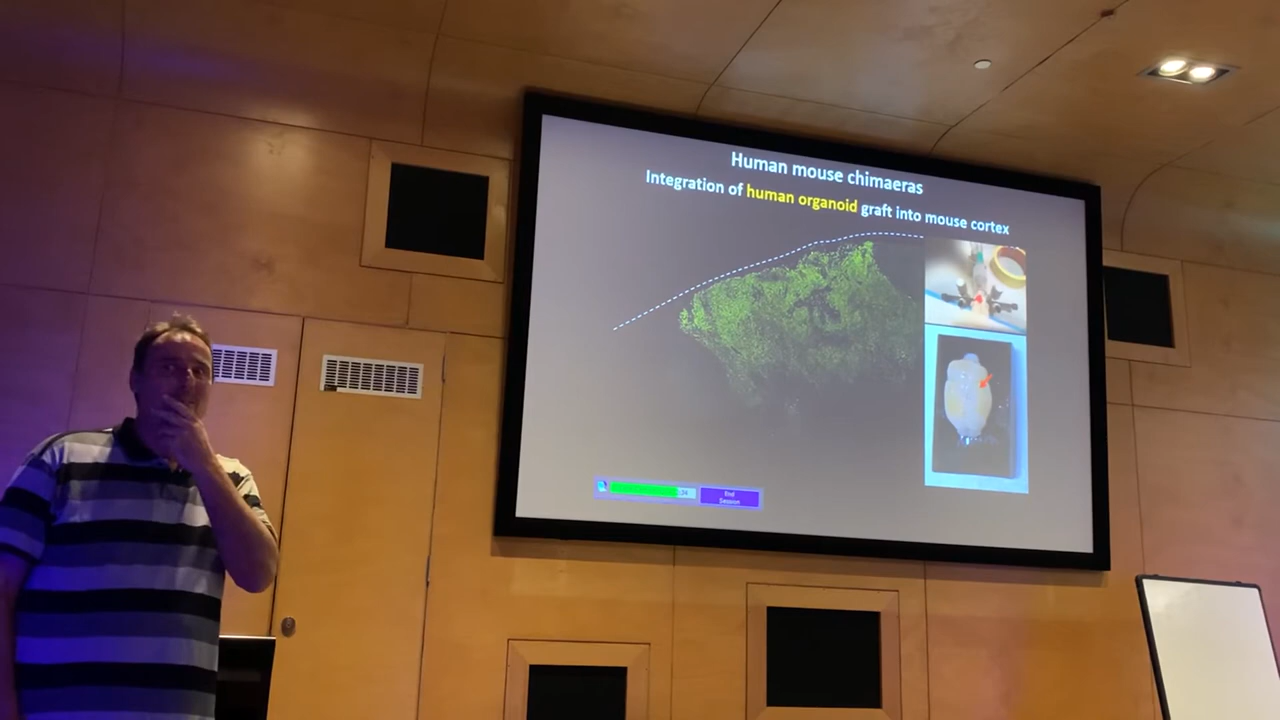 Human mouse chimaeras
Integration of human organoid graft into mouse cortex
End
Session